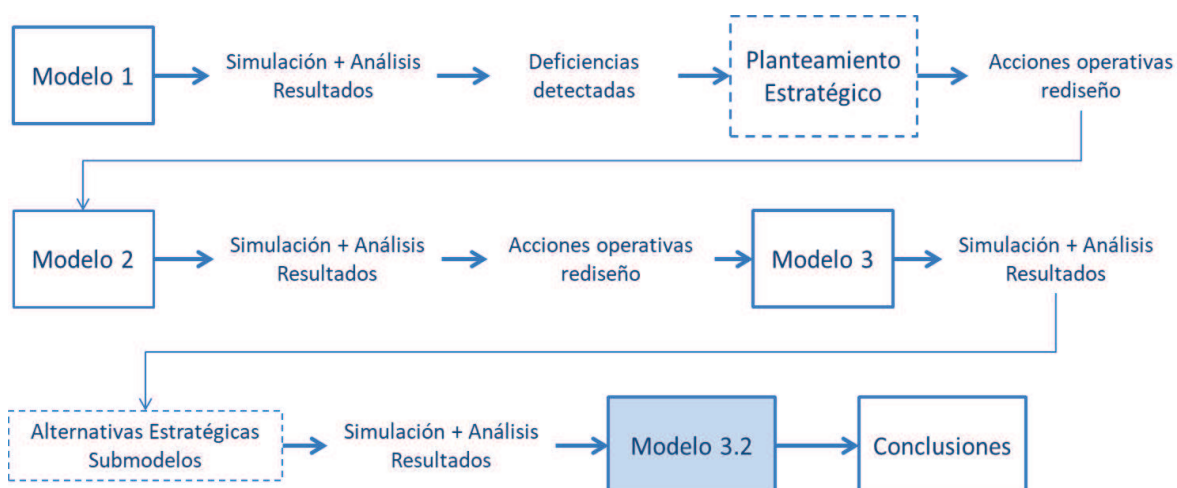 Modelo 1
Simulación + Análisis
Resultados
Deficiencias
detectadas
Planteamiento
Estratégico
Acciones operativas
rediseño
Modelo 2
Simulación + Análisis
Resultados
Acciones operativas
rediseño
Modelo 3
Simulación + Análisis
Resultados
Alternativas Estratégicas
Submodelos
Simulación + Análisis
Resultados
Modelo 3.2
Conclusiones